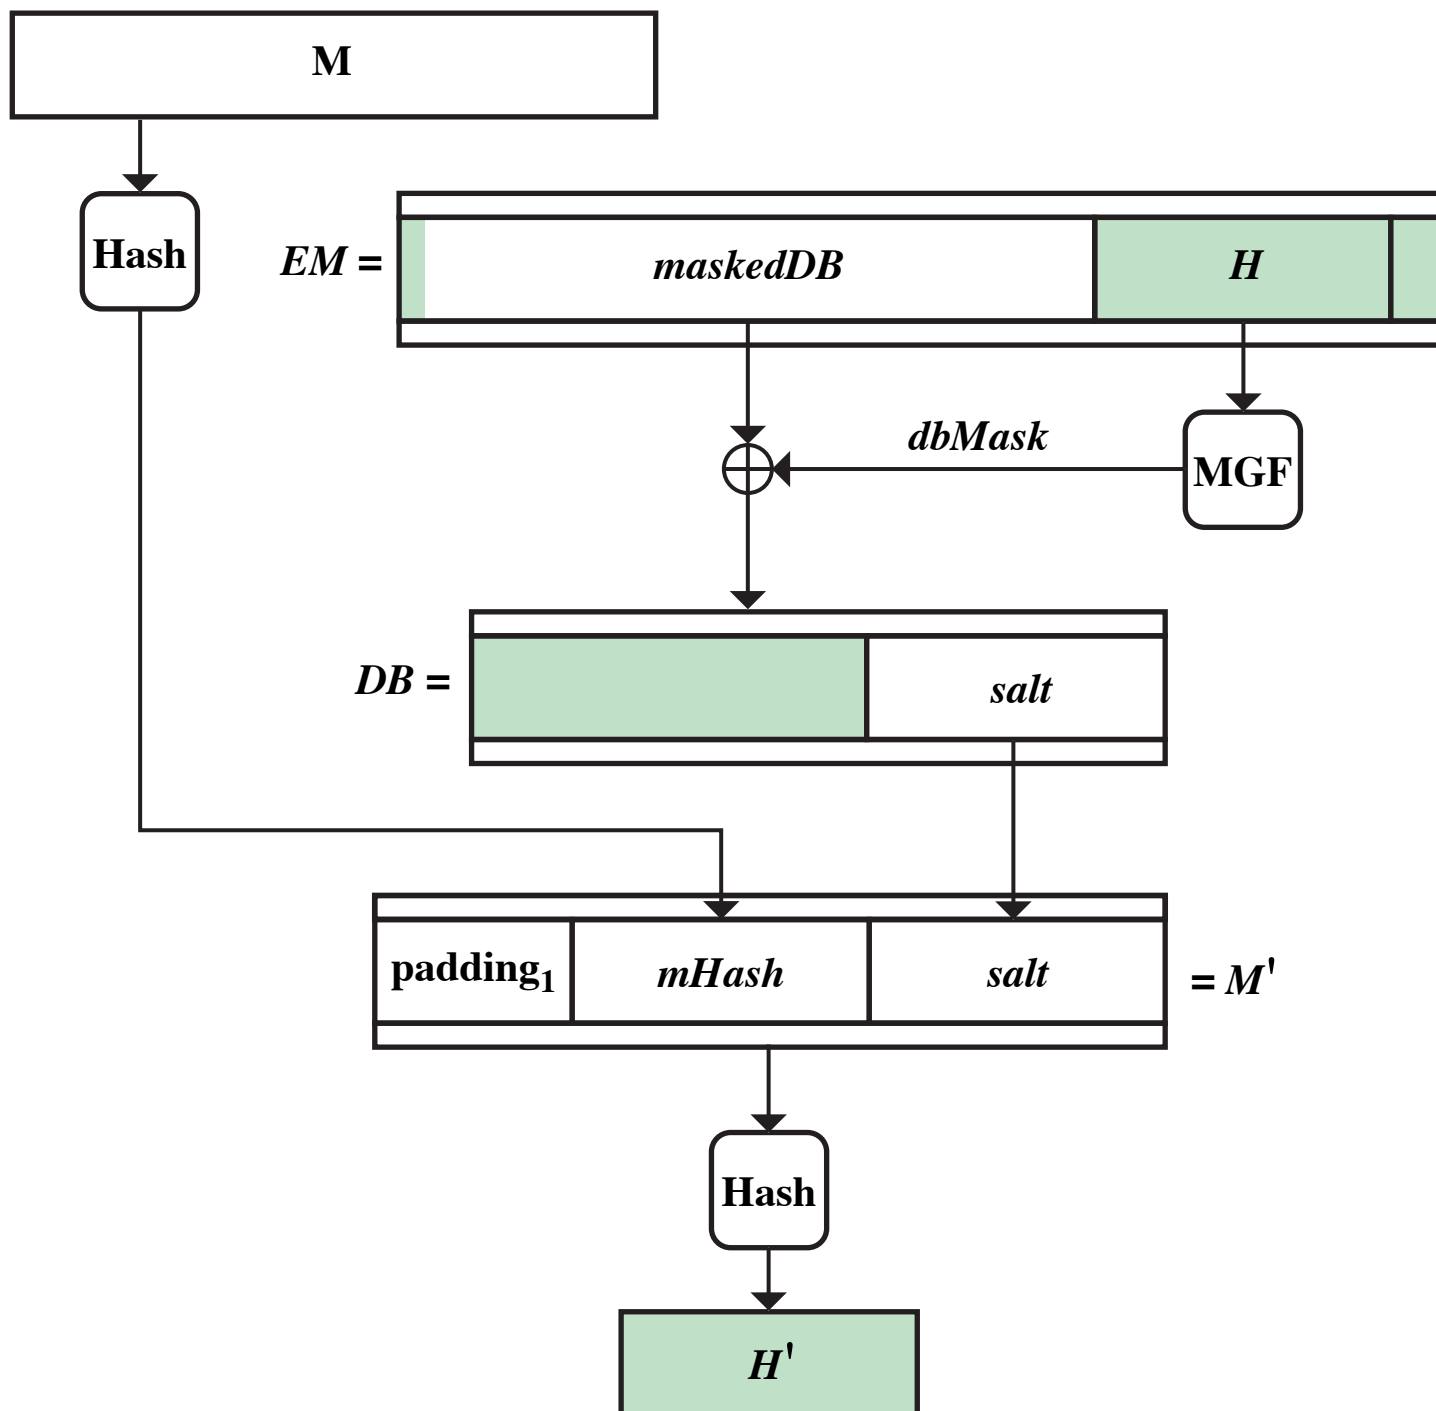 M
Hash
EM = maskedDB H
dbMask
MGF
DB = salt
padding1 mHash salt = M'
Hash
H'